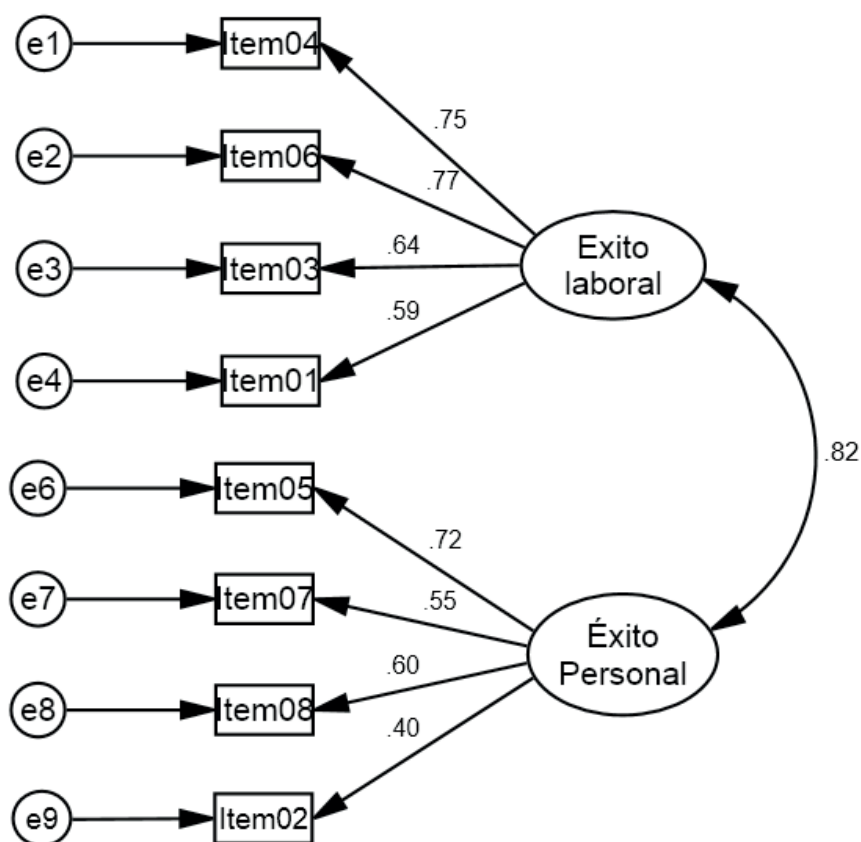 e1
Item04
.75
e2
Item06
.77
e3
Item03
.64
Exito
laboral
e4
Item01
.59
.82
e6
Item05
.72
e7
Item07
.55
Éxito
Personal
e8
Item08
.60
e9
Item02
.40